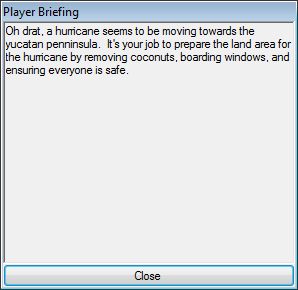 Player Briefing
Oh drat, a hurricane seems to be moving towards the
yucatan penninsula.  It's your job to prepare the land area for
the hurricane by removing coconuts, boarding windows, and
ensuring everyone is safe.
Close